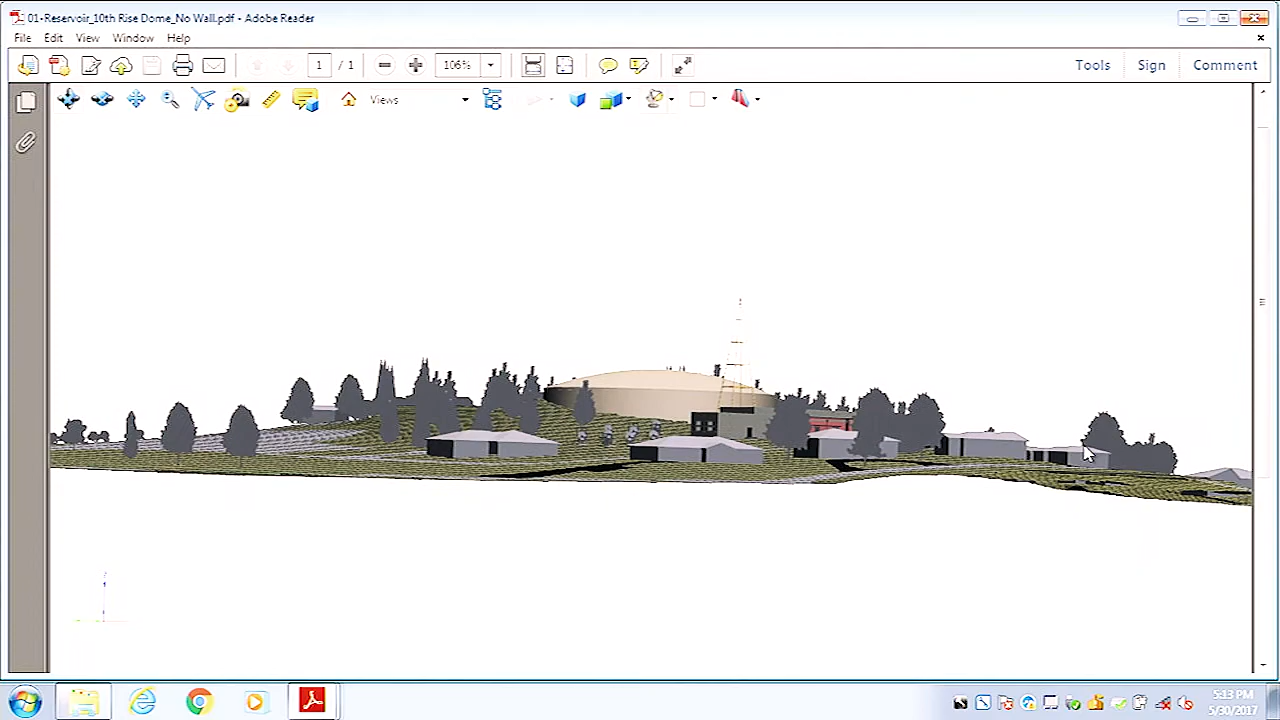 01-Reservoir_10th Rise Dome_No Wall.pdf - Adobe Reader
File Edit View Window Help
1 / 1 106% Tools Sign Comment
Views
5:13 PM
5/30/2017